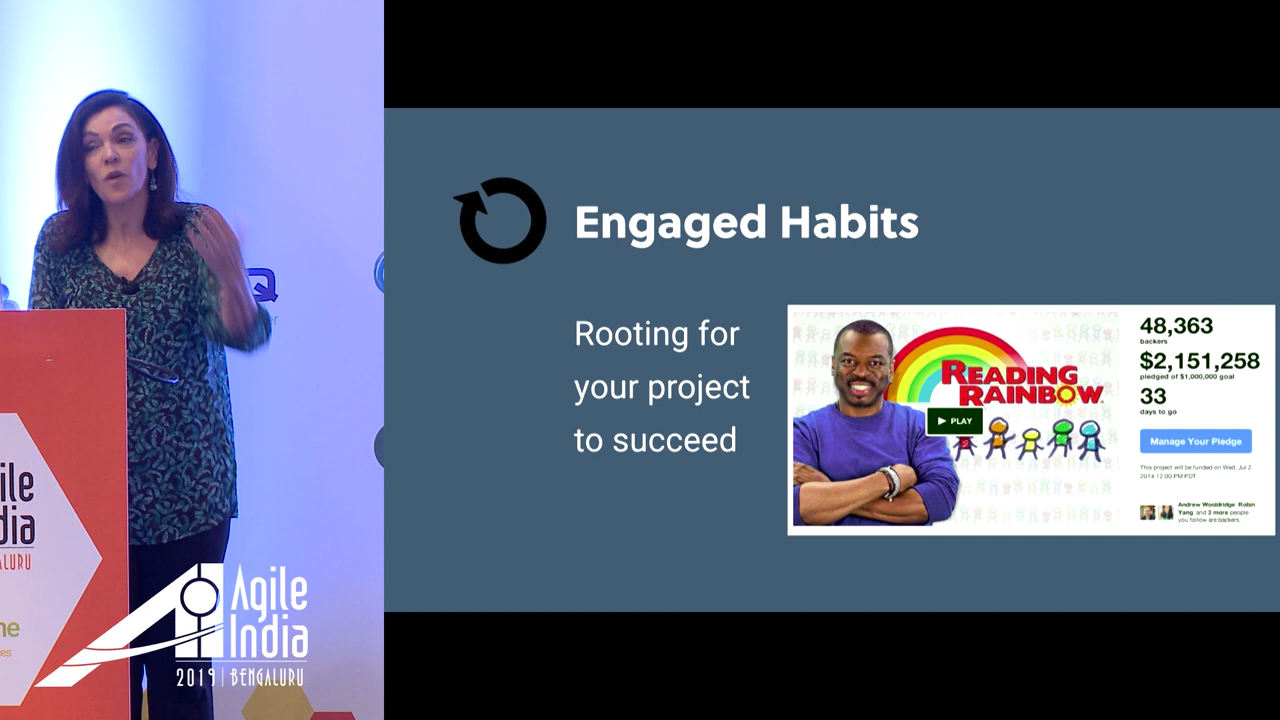 Engaged Habits
Rooting for
your project
to succeed
READING
RAINBOW
PLAY
48,363
backers
$2,151,258
pledged of $1,000,000 goal
33
days to go
Manage Your Pledge
This project will be funded on Wed, Jul 2
2014 12:00 PM PDT.
Andrew Wooldridge, Robin
Yang, and 3 more people
you follow are backers
Agile
India
2019 | BENGALURU